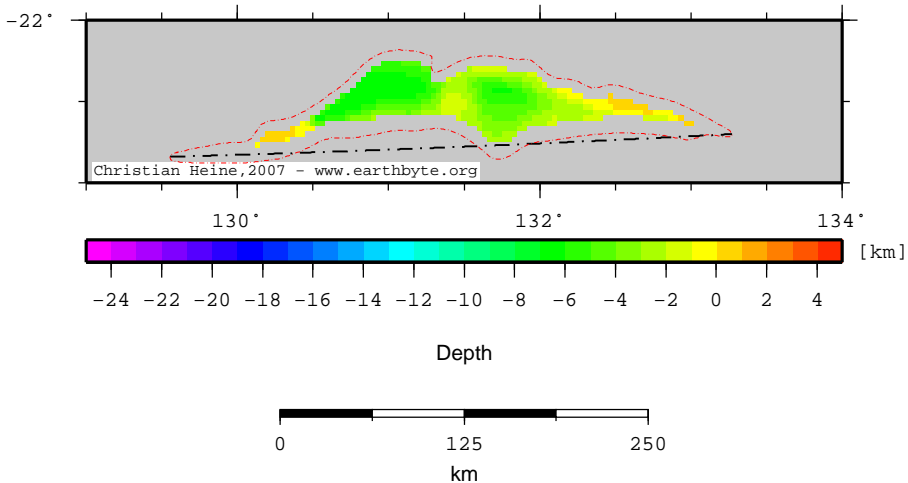 -22°
Christian Heine,2007 - www.earthbyte.org
130° 132° 134°
[km]
-24 -22 -20 -18 -16 -14 -12 -10 -8 -6 -4 -2 0 2 4
Depth
0 125 250
km